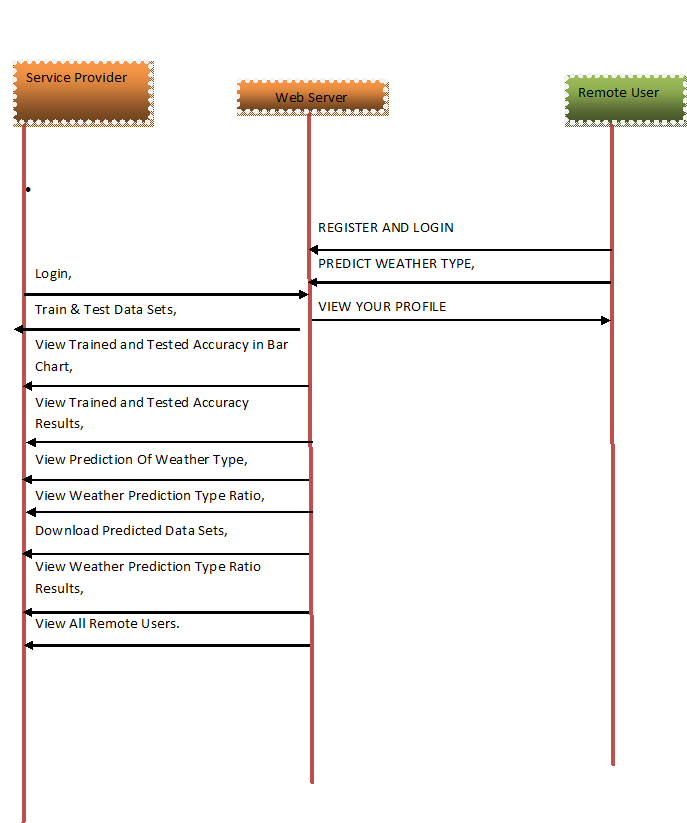 Service Provider
Web Server
Remote User
REGISTER AND LOGIN
PREDICT WEATHER TYPE,
VIEW YOUR PROFILE
Login,
Train & Test Data Sets,
View Trained and Tested Accuracy in Bar
Chart,
View Trained and Tested Accuracy
Results,
View Prediction Of Weather Type,
View Weather Prediction Type Ratio,
Download Predicted Data Sets,
View Weather Prediction Type Ratio
Results,
View All Remote Users.